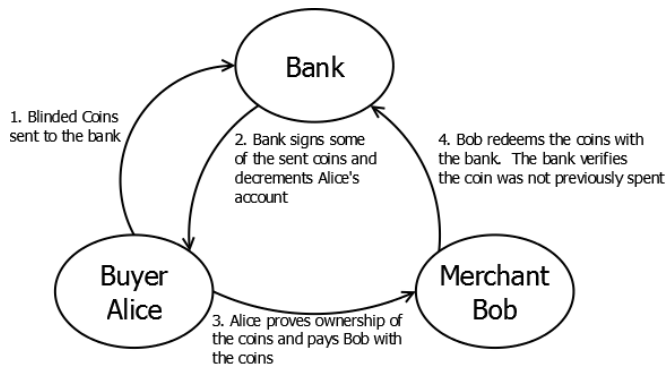 Bank
1. Blinded Coins
sent to the bank
2. Bank signs some
of the sent coins and
decrements Alice's
account
4. Bob redeems the coins with
the bank.  The bank verifies
the coin was not previously spent
Buyer
Alice
Merchant
Bob
3. Alice proves ownership of
the coins and pays Bob with
the coins